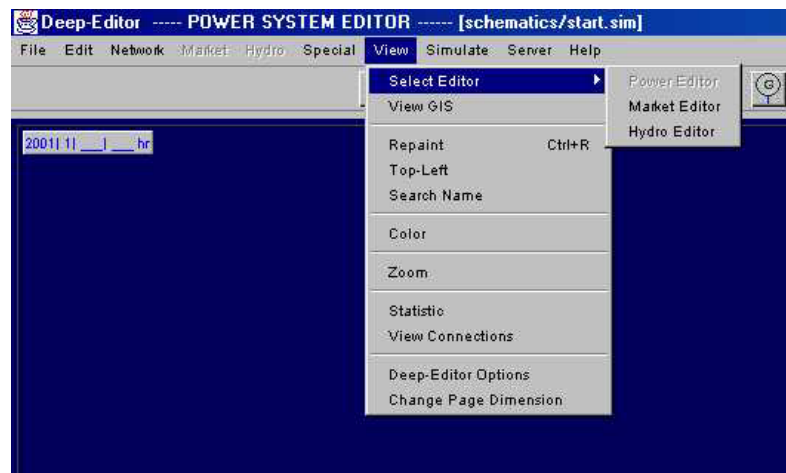 Deep-Editor ----- POWER SYSTEM EDITOR ------ [schematics/start.sim]
File Edit Network Market Hydro Special View Simulate Server Help
Select Editor
View GIS
Repaint Ctrl+R
Top-Left
Search Name
Color
Zoom
Statistic
View Connections
Deep-Editor Options
Change Page Dimension
Power Editor
Market Editor
Hydro Editor
G
2001| 1| ___| ___ hr